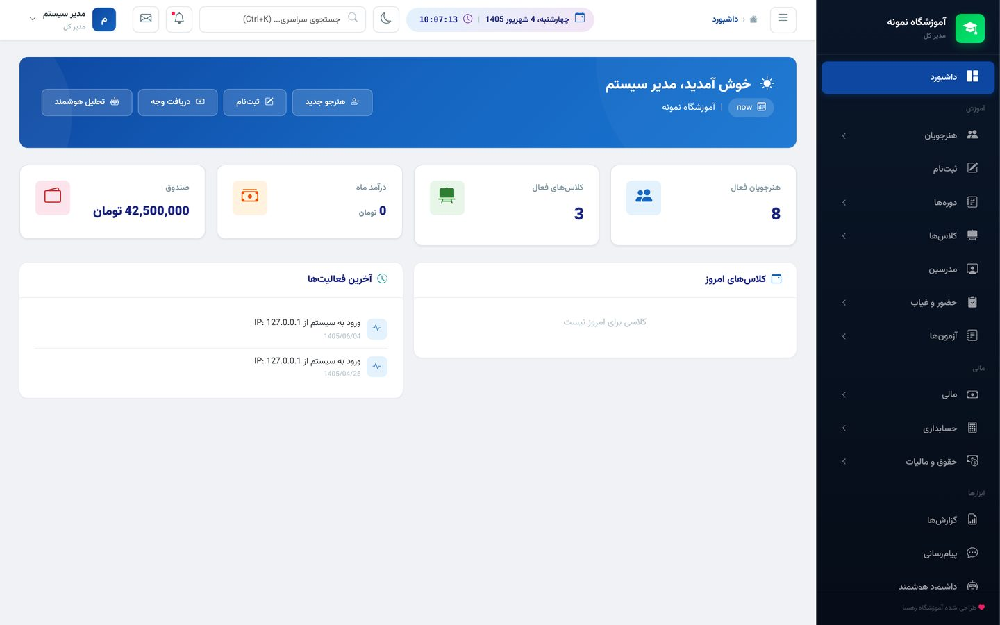 آموزشگاه نمونه
مدیر کل
داشبورد
آموزش
هنرجویان
ثبت‌نام
دوره‌ها
کلاس‌ها
مدرسین
حضور و غیاب
آزمون‌ها
مالی
مالی
حسابداری
حقوق و مالیات
ابزارها
گزارش‌ها
پیام‌رسانی
داشبورد هوشمند
طراحی شده آموزشگاه رهسا
داشبورد
چهارشنبه، 4 شهریور 1405 | 10:07:13
جستجوی سراسری... (Ctrl+K)
م
مدیر سیستم
مدیر کل
خوش آمدید، مدیر سیستم
now | آموزشگاه نمونه
هنرجو جدید
ثبت‌نام
دریافت وجه
تحلیل هوشمند
هنرجویان فعال
8
کلاس‌های فعال
3
درآمد ماه
0 تومان
صندوق
42,500,000 تومان
کلاس‌های امروز
کلاسی برای امروز نیست
آخرین فعالیت‌ها
ورود به سیستم از IP: 127.0.0.1
1405/06/04
ورود به سیستم از IP: 127.0.0.1
1405/04/25